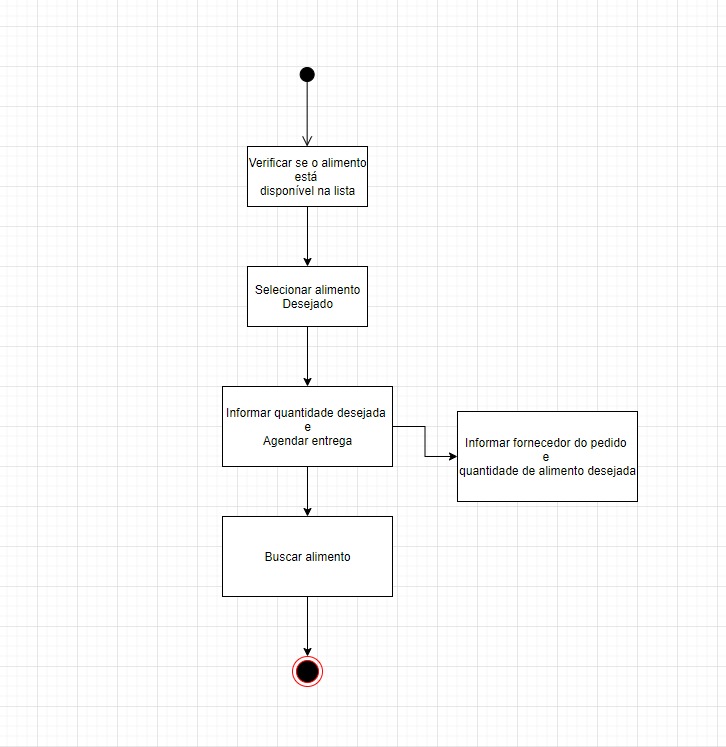 Verificar se o alimento
está
disponível na lista
Selecionar alimento
Desejado
Informar quantidade desejada
e
Agendar entrega
Informar fornecedor do pedido
e
quantidade de alimento desejada
Buscar alimento